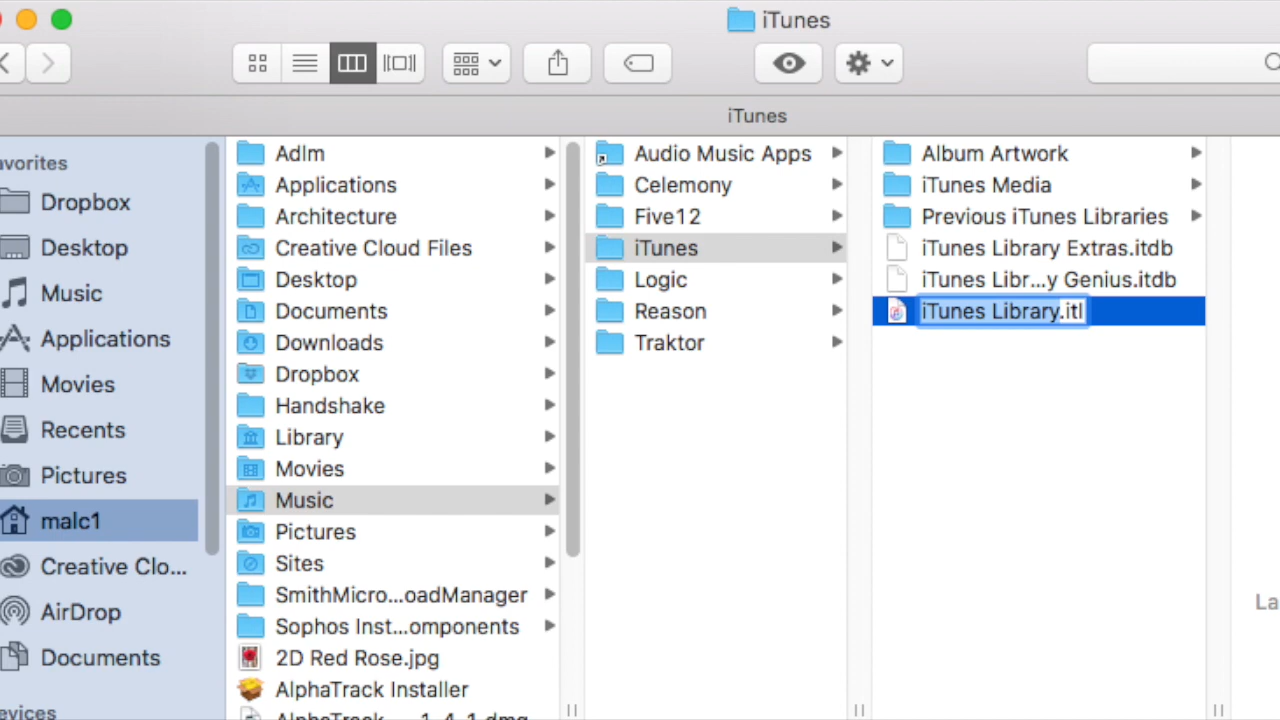 iTunes
iTunes
avorites
Dropbox
Desktop
Music
Applications
Movies
Recents
Pictures
malc1
Creative Clo...
AirDrop
Documents
evices
Adlm
Applications
Architecture
Creative Cloud Files
Desktop
Documents
Downloads
Dropbox
Handshake
Library
Movies
Music
Pictures
Sites
SmithMicro...oadManager
Sophos Inst...omponents
2D Red Rose.jpg
AlphaTrack Installer
AlphaTrack ..._1_4_1.dmg
Audio Music Apps
Celemony
Five12
iTunes
Logic
Reason
Traktor
Album Artwork
iTunes Media
Previous iTunes Libraries
iTunes Library Extras.itdb
iTunes Libr...y Genius.itdb
iTunes Library.itl
La